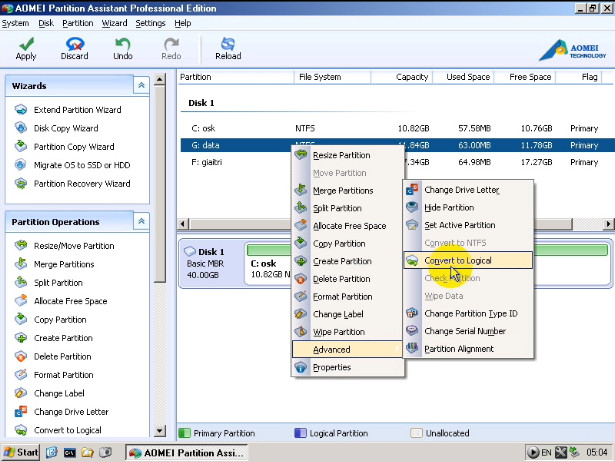 AOMEI Partition Assistant Professional Edition
System Disk Partition Wizard Settings Help
Apply Discard Undo Redo Reload
AOMEI
TECHNOLOGY
Wizards
Extend Partition Wizard
Disk Copy Wizard
Partition Copy Wizard
Migrate OS to SSD or HDD
Partition Recovery Wizard
Partition Operations
Resize/Move Partition
Merge Partitions
Split Partition
Allocate Free Space
Copy Partition
Create Partition
Delete Partition
Format Partition
Change Label
Change Drive Letter
Convert to Logical
Partition File System Capacity Used Space Free Space Flag
Disk 1
C: osk NTFS 10.82GB 57.58MB 10.76GB Primary
G: data NTFS 11.84GB 63.00MB 11.78GB Primary
F: giaitri 7.34GB 64.98MB 17.27GB Primary
Disk 1
Basic MBR
40.00GB
C: osk
10.82GB N
Resize Partition
Move Partition
Merge Partitions
Split Partition
Allocate Free Space
Copy Partition
Create Partition
Delete Partition
Format Partition
Change Label
Wipe Partition
Advanced
Properties
Change Drive Letter
Hide Partition
Set Active Partition
Convert to NTFS
Convert to Logical
Check Partition
Wipe Data
Change Partition Type ID
Change Serial Number
Partition Alignment
Primary Partition Logical Partition Unallocated
Start AOMEI Partition Assi... EN 05:04